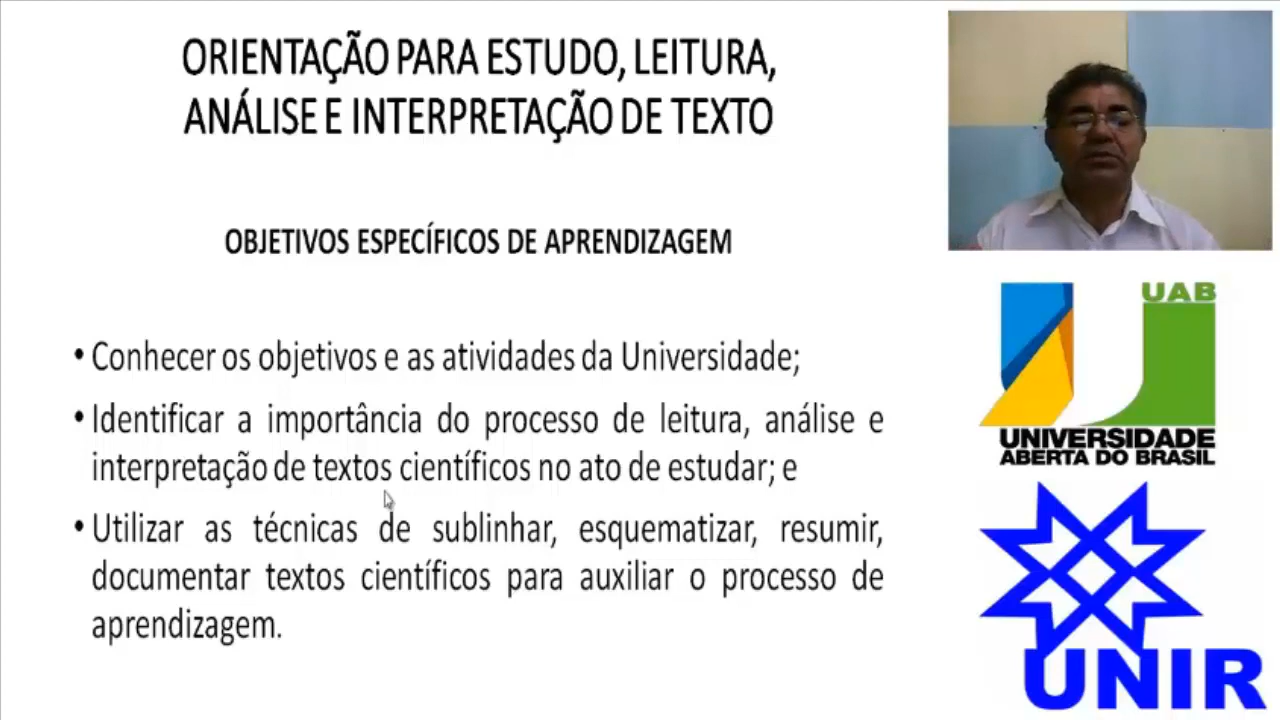 ORIENTAÇÃO PARA ESTUDO, LEITURA,
ANÁLISE E INTERPRETAÇÃO DE TEXTO
OBJETIVOS ESPECÍFICOS DE APRENDIZAGEM
• Conhecer os objetivos e as atividades da Universidade;
• Identificar a importância do processo de leitura, análise e
interpretação de textos científicos no ato de estudar; e
• Utilizar as técnicas de sublinhar, esquematizar, resumir,
documentar textos científicos para auxiliar o processo de
aprendizagem.
UAB
UNIVERSIDADE
ABERTA DO BRASIL
UNIR